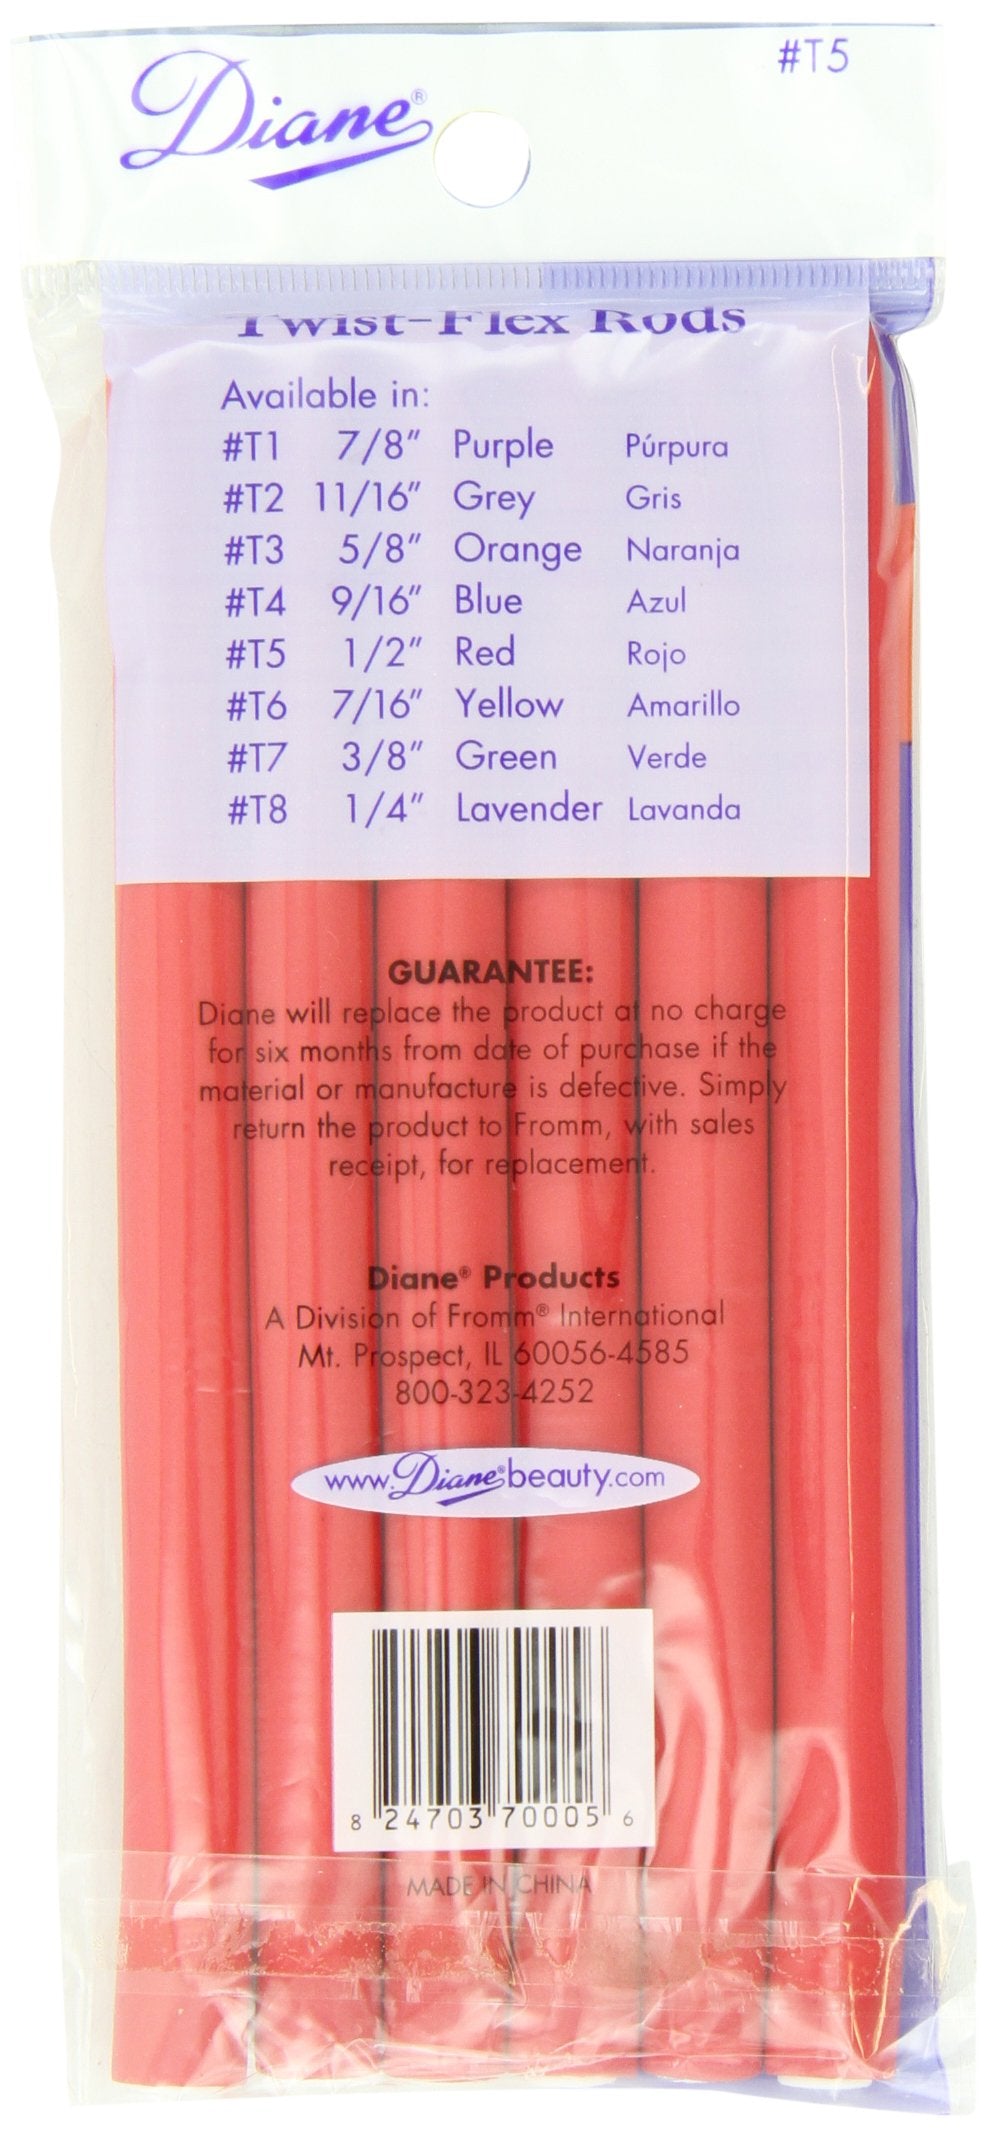 Diane®
#T5
Twist-Flex Rods
Available in:
#T1 7/8" Purple Púrpura
#T2 11/16" Grey Gris
#T3 5/8" Orange Naranja
#T4 9/16" Blue Azul
#T5 1/2" Red Rojo
#T6 7/16" Yellow Amarillo
#T7 3/8" Green Verde
#T8 1/4" Lavender Lavanda
GUARANTEE:
Diane will replace the product at no charge
for six months from date of purchase if the
material or manufacture is defective. Simply
return the product to Fromm, with sales
receipt, for replacement.
Diane® Products
A Division of Fromm® International
Mt. Prospect, IL 60056-4585
800-323-4252
www.Diane®beauty.com
8 24703 70005 6
MADE IN CHINA